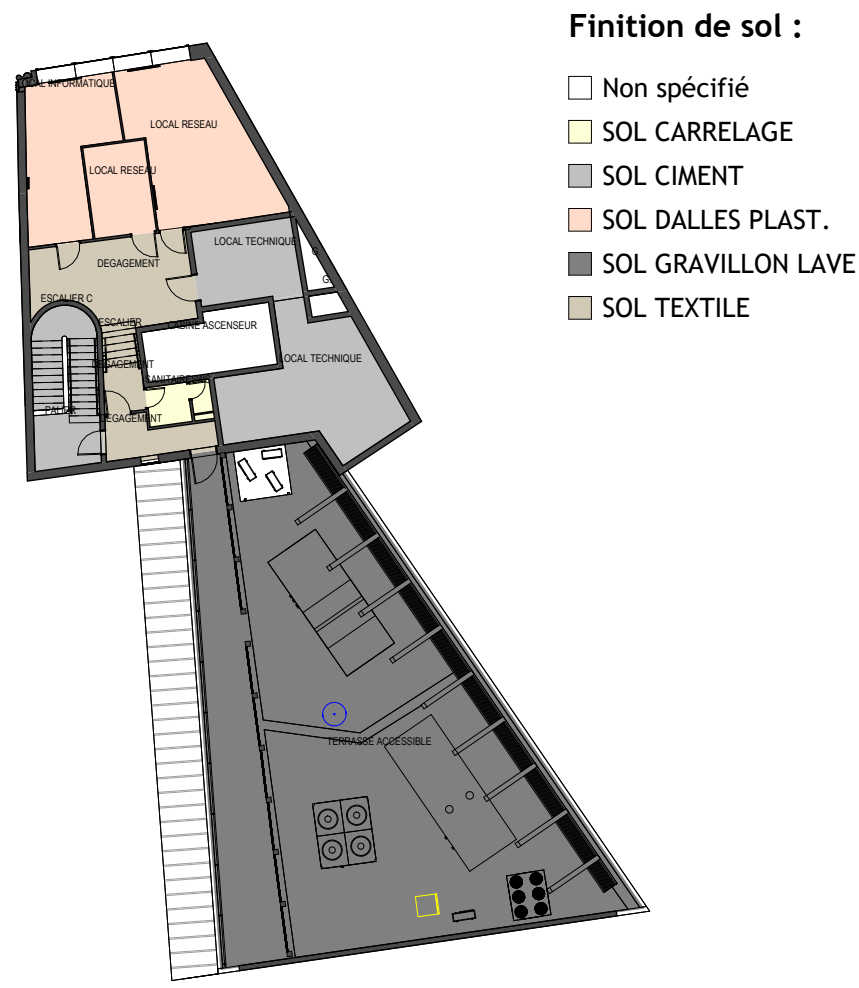 Finition de sol :
Non spécifié
SOL CARRELAGE
SOL CIMENT
SOL DALLES PLAST.
SOL GRAVILLON LAVE
SOL TEXTILE
LOCAL INFORMATIQUE
LOCAL RESEAU
LOCAL RESEAU
LOCAL TECHNIQUE
G.
DEGAGEMENT
G.
ESCALIER C
ESCALIER
CABINE ASCENSEUR
LOCAL TECHNIQUE
DEGAGEMENT
PALIER
DEGAGEMENT
TERRASSE ACCESSIBLE